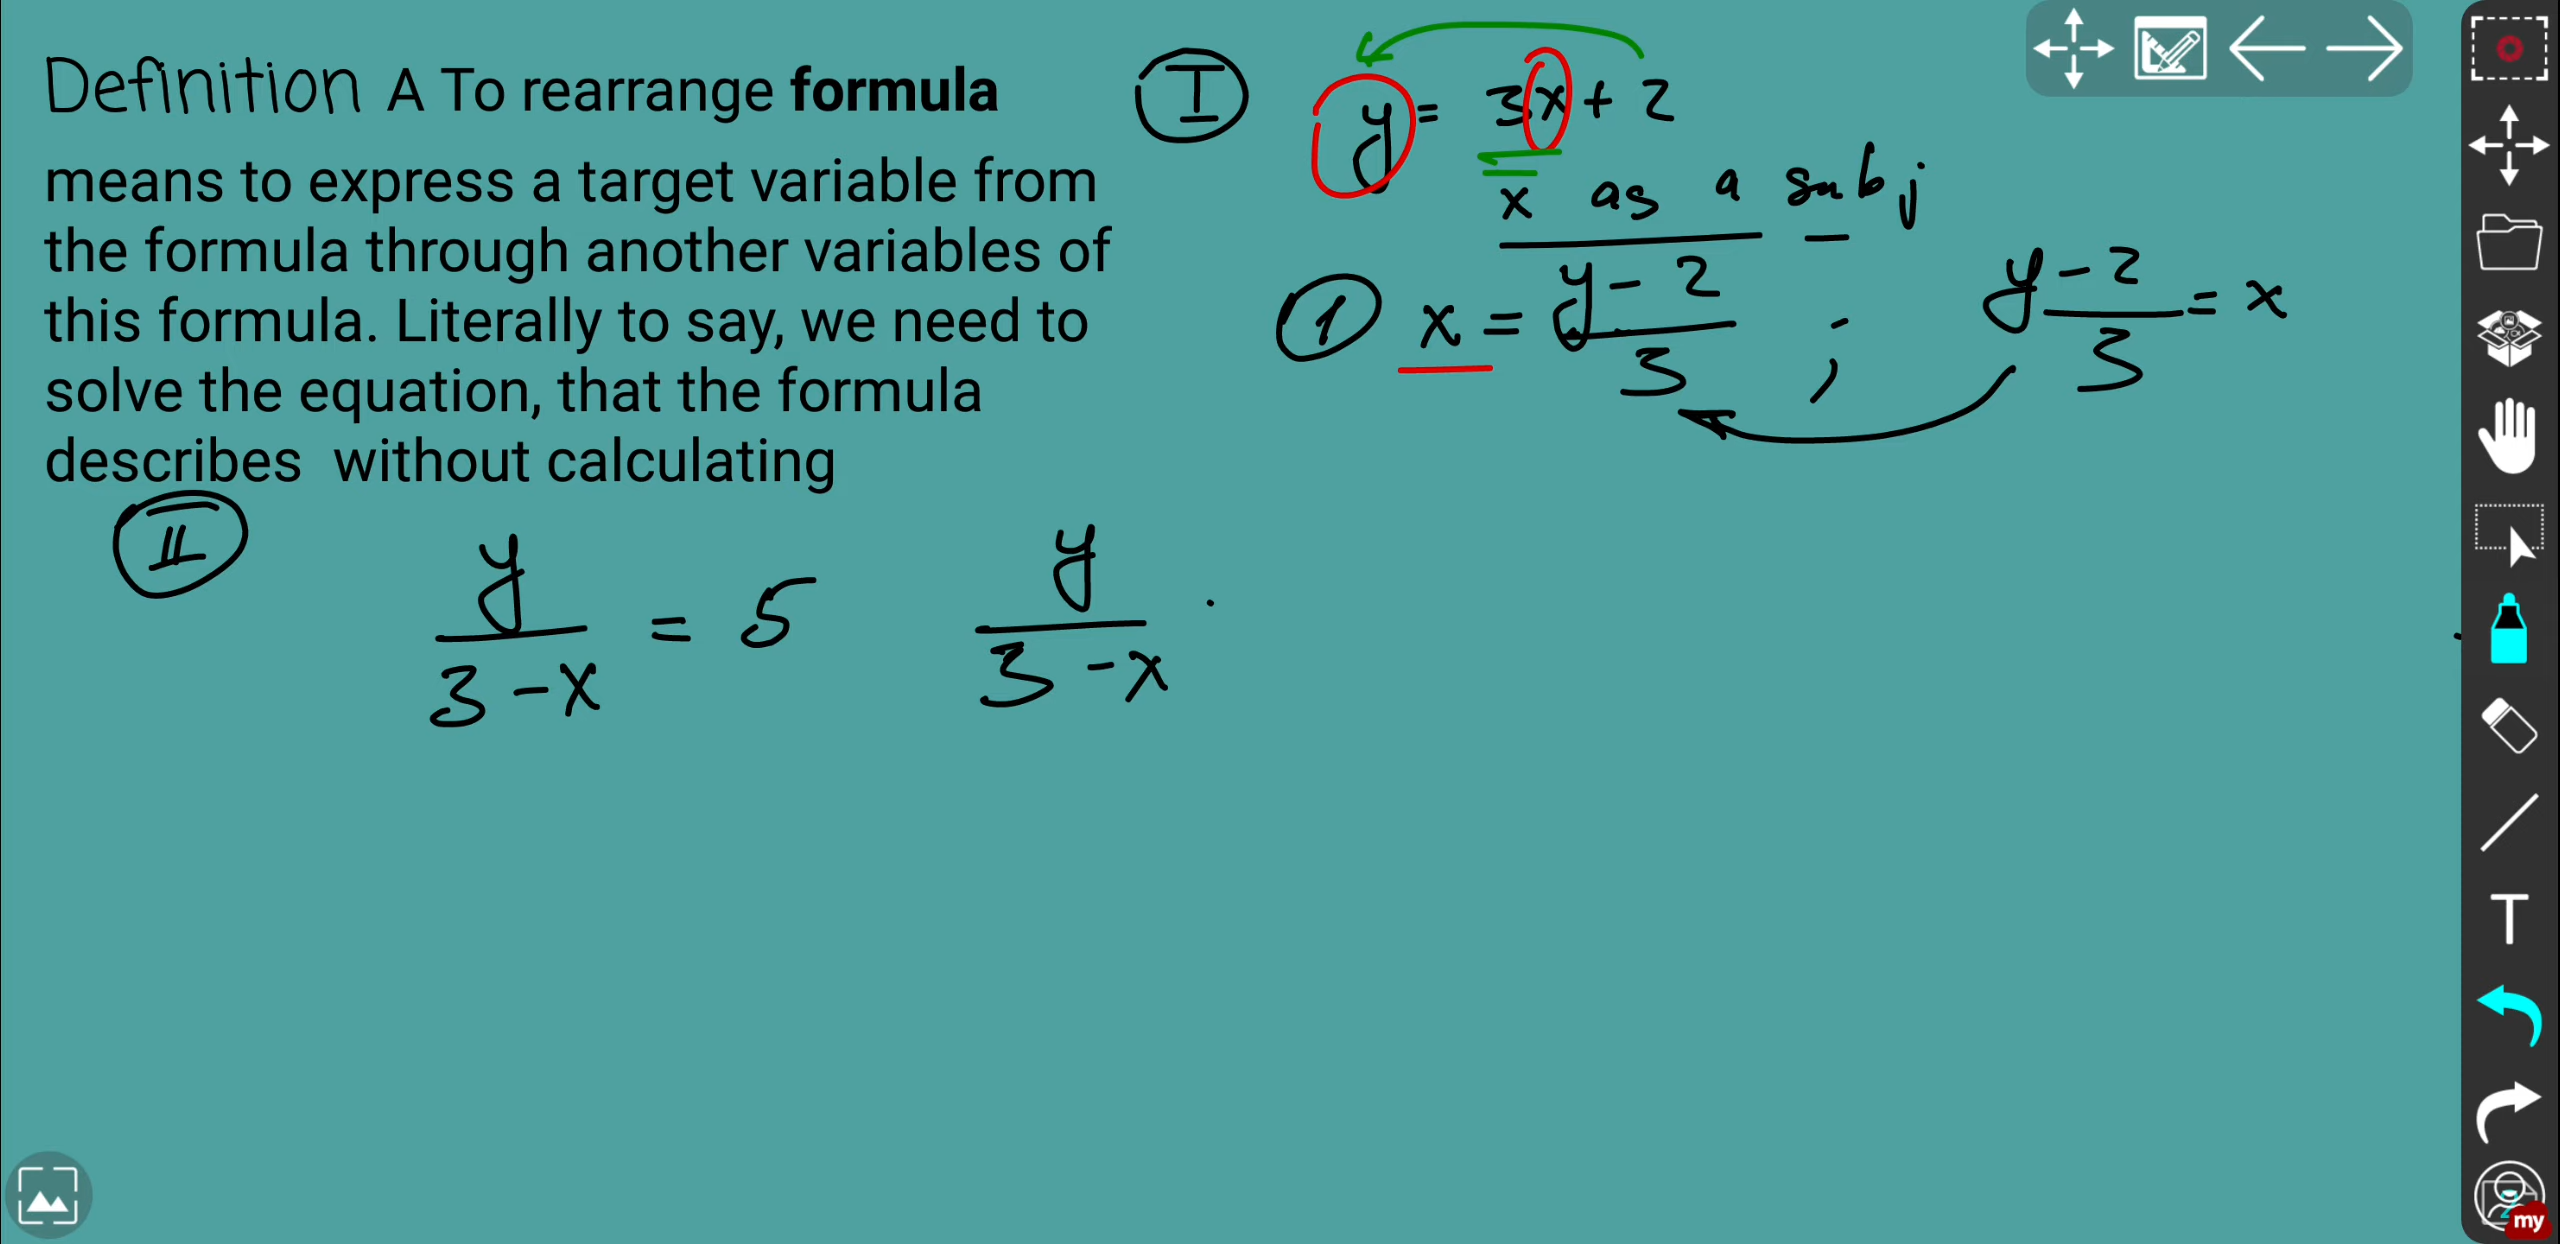 Definition A To rearrange formula
means to express a target variable from
the formula through another variables of
this formula. Literally to say, we need to
solve the equation, that the formula
describes without calculating
I y = 3x + 2
x as a subj
1 x = y - 2 / 3 ; y - 2 / 3 = x
II y / 3 - x = 5 y / 3 - x .
T
my